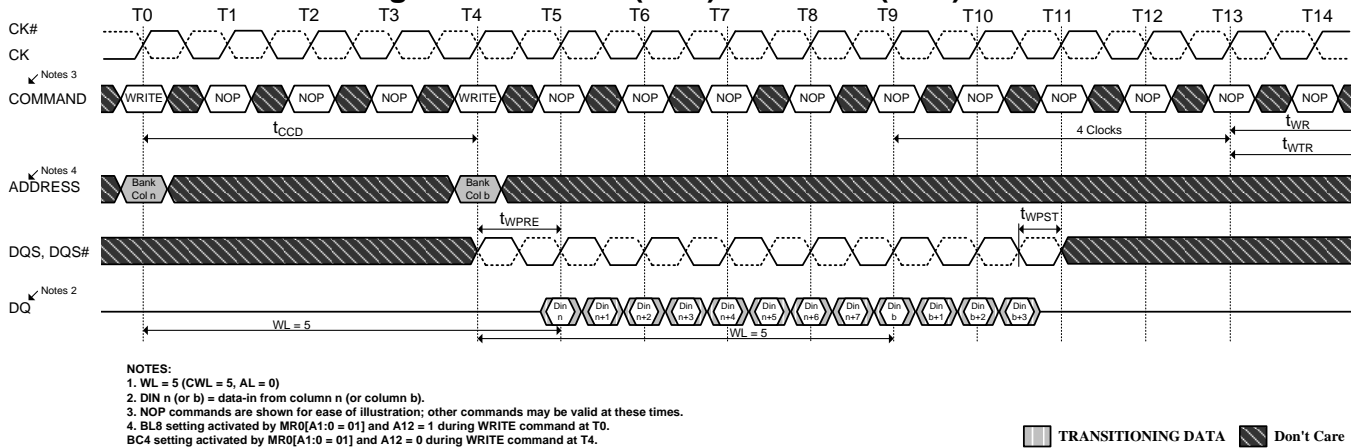 T0 T1 T2 T3 T4 T5 T6 T7 T8 T9 T10 T11 T12 T13 T14
CK#
CK
Notes 3
COMMAND WRITE NOP NOP NOP WRITE NOP NOP NOP NOP NOP NOP NOP NOP NOP NOP
tCCD 4 Clocks tWR
tWTR
Notes 4
ADDRESS Bank Col n Bank Col b
tWPRE tWPST
DQS, DQS#
Notes 2
DQ Din n Din n+1 Din n+2 Din n+3 Din n+4 Din n+5 Din n+6 Din n+7 Din b Din b+1 Din b+2 Din b+3
WL = 5 WL = 5
NOTES:
1. WL = 5 (CWL = 5, AL = 0)
2. DIN n (or b) = data-in from column n (or column b).
3. NOP commands are shown for ease of illustration; other commands may be valid at these times.
4. BL8 setting activated by MR0[A1:0 = 01] and A12 = 1 during WRITE command at T0.
BC4 setting activated by MR0[A1:0 = 01] and A12 = 0 during WRITE command at T4.
TRANSITIONING DATA Don't Care